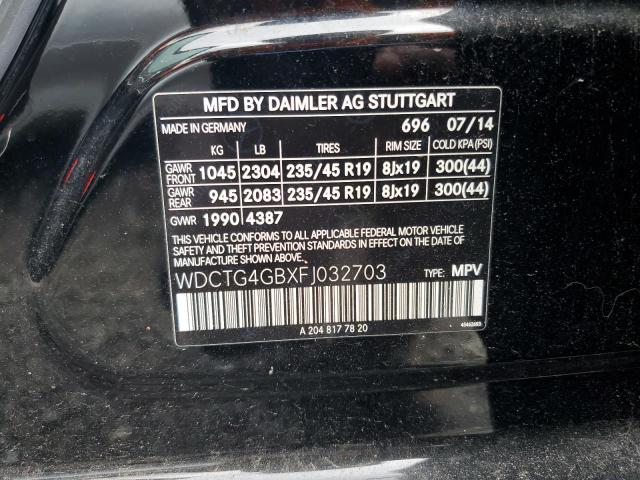 MFD BY DAIMLER AG STUTTGART
MADE IN GERMANY 696 07/14
KG LB TIRES RIM SIZE COLD KPA (PSI)
GAWR FRONT 1045 2304 235/45 R19 8Jx19 300(44)
GAWR REAR 945 2083 235/45 R19 8Jx19 300(44)
GVWR 1990 4387
THIS VEHICLE CONFORMS TO ALL APPLICABLE FEDERAL MOTOR VEHICLE
SAFETY AND THEFT PREVENTION STANDARDS IN EFFECT ON THE DATE
OF MANUFACTURE SHOWN ABOVE.
WDCTG4GBXFJ032703 TYPE: MPV
A 204 817 78 20